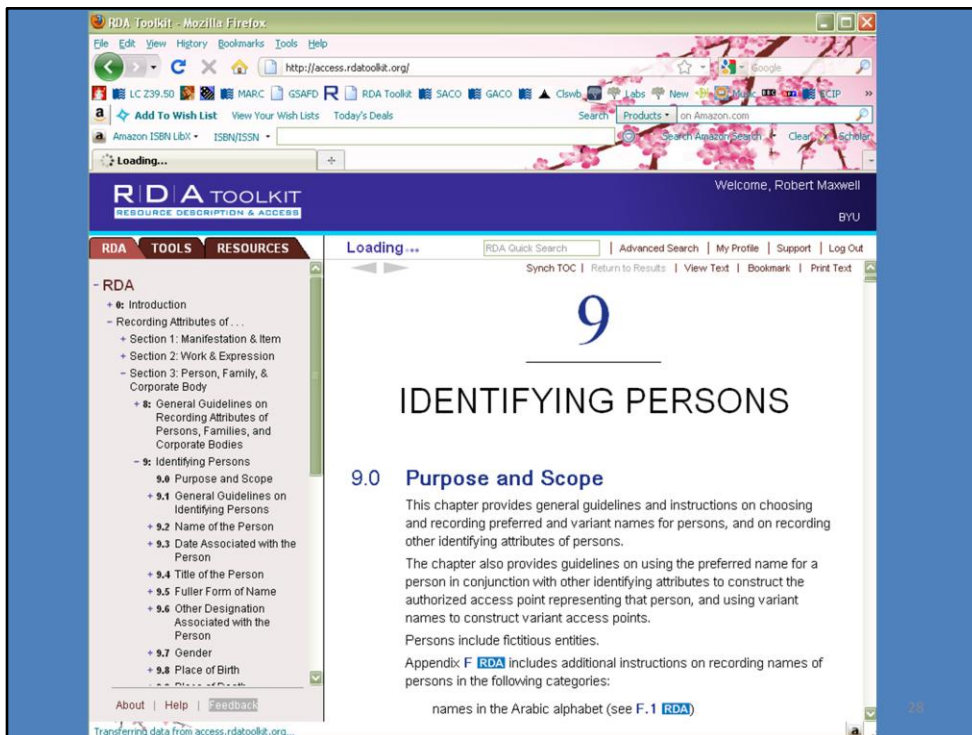 RDA Toolkit - Mozilla Firefox
File Edit View History Bookmarks Tools Help
http://access.rdatoolkit.org/
Google
LC Z39.50 MARC GSAFD RDA Toolkit SACO GACO Clswb Labs New Music ECIP »
Add To Wish List View Your Wish Lists Today's Deals Search Products on Amazon.com
Amazon ISBN LibX ISBN/ISSN Search Amazon Search Clear Scholar
Loading...
R|D|A TOOLKIT
RESOURCE DESCRIPTION & ACCESS
Welcome, Robert Maxwell
BYU
RDA TOOLS RESOURCES
Loading... RDA Quick Search | Advanced Search | My Profile | Support | Log Out
Synch TOC | Return to Results | View Text | Bookmark | Print Text
- RDA
+ 0: Introduction
- Recording Attributes of . . .
+ Section 1: Manifestation & Item
+ Section 2: Work & Expression
- Section 3: Person, Family, &
Corporate Body
+ 8: General Guidelines on
Recording Attributes of
Persons, Families, and
Corporate Bodies
- 9: Identifying Persons
9.0 Purpose and Scope
+ 9.1 General Guidelines on
Identifying Persons
+ 9.2 Name of the Person
+ 9.3 Date Associated with the
Person
+ 9.4 Title of the Person
+ 9.5 Fuller Form of Name
+ 9.6 Other Designation
Associated with the
Person
+ 9.7 Gender
+ 9.8 Place of Birth
About | Help | Feedback
9
IDENTIFYING PERSONS
9.0 Purpose and Scope
This chapter provides general guidelines and instructions on choosing
and recording preferred and variant names for persons, and on recording
other identifying attributes of persons.
The chapter also provides guidelines on using the preferred name for a
person in conjunction with other identifying attributes to construct the
authorized access point representing that person, and using variant
names to construct variant access points.
Persons include fictitious entities.
Appendix F RDA includes additional instructions on recording names of
persons in the following categories:
names in the Arabic alphabet (see F.1 RDA)
Transferring data from access.rdatoolkit.org...
28